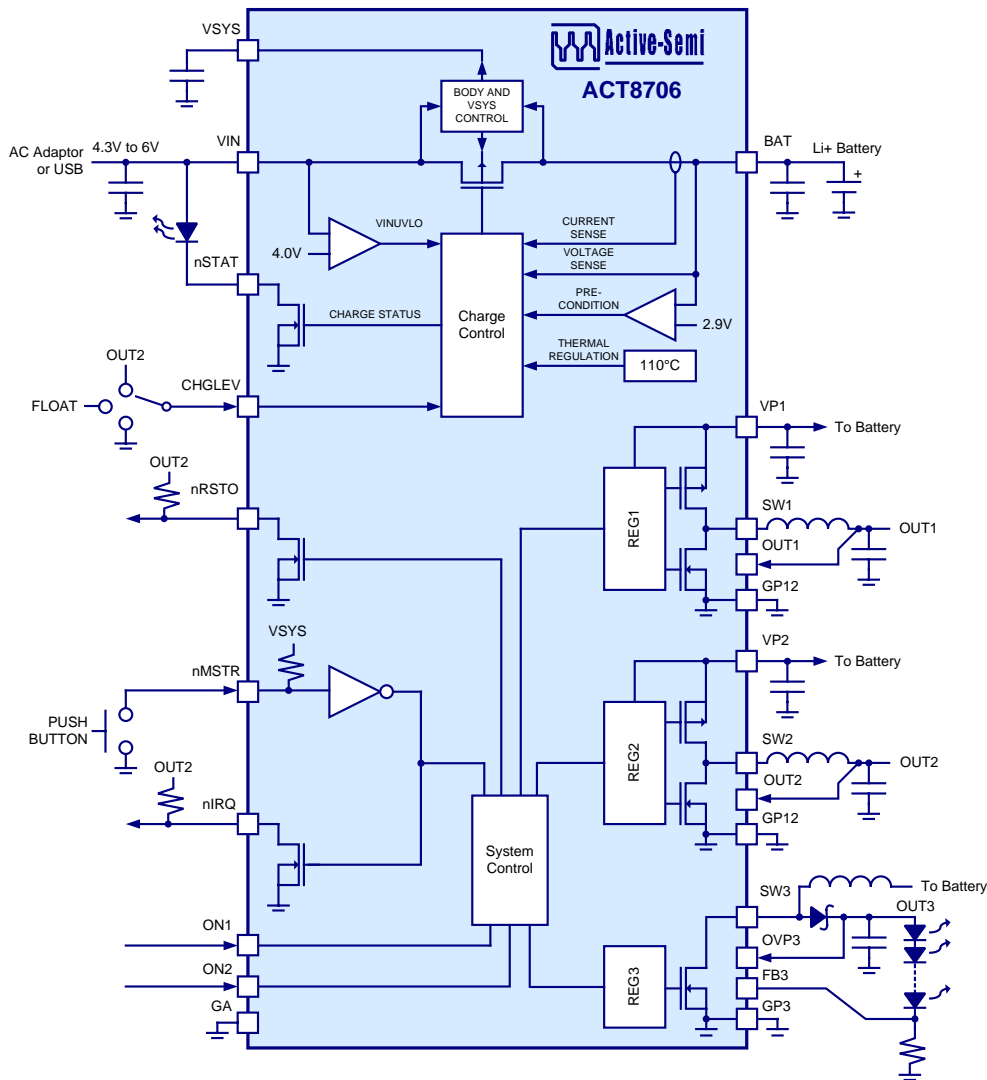 VSYS
Active-Semi
ACT8706
BODY AND
VSYS
CONTROL
AC Adaptor
or USB
4.3V to 6V
VIN
BAT
Li+ Battery
+
VINUVLO
4.0V
CURRENT
SENSE
VOLTAGE
SENSE
nSTAT
CHARGE STATUS
Charge
Control
PRE-
CONDITION
2.9V
THERMAL
REGULATION
110°C
OUT2
FLOAT
CHGLEV
VP1
To Battery
OUT2
nRSTO
REG1
SW1
OUT1
OUT1
GP12
VSYS
nMSTR
PUSH
BUTTON
VP2
To Battery
REG2
SW2
OUT2
OUT2
GP12
OUT2
nIRQ
System
Control
SW3
To Battery
OUT3
ON1
OVP3
ON2
REG3
FB3
GA
GP3